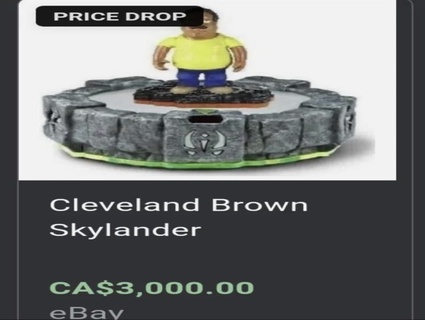 PRICE DROP
Cleveland Brown
Skylander
CA$3,000.00
eBay